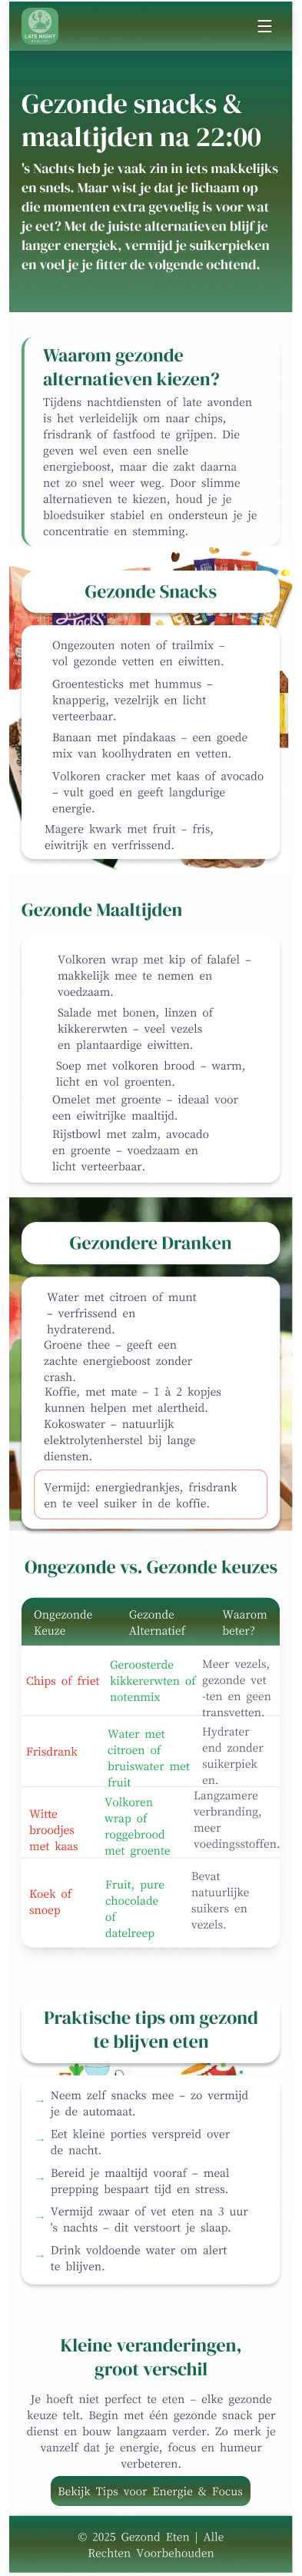 LATE NIGHT
Gezonde snacks &
maaltijden na 22:00
's Nachts heb je vaak zin in iets makkelijks
en snels. Maar wist je dat je lichaam op
die momenten extra gevoelig is voor wat
je eet? Met de juiste alternatieven blijf je
langer energiek, vermijd je suikerpieken
en voel je je fitter de volgende ochtend.
Waarom gezonde
alternatieven kiezen?
Tijdens nachtdiensten of late avonden
is het verleidelijk om naar chips,
frisdrank of fastfood te grijpen. Die
geven wel even een snelle
energieboost, maar die zakt daarna
net zo snel weer weg. Door slimme
alternatieven te kiezen, houd je je
bloedsuiker stabiel en ondersteun je je
concentratie en stemming.
Gezonde Snacks
Ongezouten noten of trailmix –
vol gezonde vetten en eiwitten.
Groentesticks met hummus –
knapperig, vezelrijk en licht
verteerbaar.
Banaan met pindakaas – een goede
mix van koolhydraten en vetten.
Volkoren cracker met kaas of avocado
– vult goed en geeft langdurige
energie.
Magere kwark met fruit – fris,
eiwitrijk en verfrissend.
Gezonde Maaltijden
Volkoren wrap met kip of falafel –
makkelijk mee te nemen en
voedzaam.
Salade met bonen, linzen of
kikkererwten – veel vezels
en plantaardige eiwitten.
Soep met volkoren brood – warm,
licht en vol groenten.
Omelet met groente – ideaal voor
een eiwitrijke maaltijd.
Rijstbowl met zalm, avocado
en groente – voedzaam en
licht verteerbaar.
Gezondere Dranken
Water met citroen of munt
– verfrissend en
hydraterend.
Groene thee – geeft een
zachte energieboost zonder
crash.
Koffie, met mate – 1 à 2 kopjes
kunnen helpen met alertheid.
Kokoswater – natuurlijk
elektrolytenherstel bij lange
diensten.
Vermijd: energiedrankjes, frisdrank
en te veel suiker in de koffie.
Ongezonde vs. Gezonde keuzes
Ongezonde
Keuze
Gezonde
Alternatief
Waarom
beter?
Chips of friet
Geroosterde
kikkererwten of
notenmix
Meer vezels,
gezonde vet
-ten en geen
transvetten.
Frisdrank
Water met
citroen of
bruiswater met
fruit
Hydrater
end zonder
suikerpiek
en.
Witte
broodjes
met kaas
Volkoren
wrap of
roggebrood
met groente
Langzamere
verbranding,
meer
voedingsstoffen.
Koek of
snoep
Fruit, pure
chocolade
of
datelreep
Bevat
natuurlijke
suikers en
vezels.
Praktische tips om gezond
te blijven eten
→ Neem zelf snacks mee – zo vermijd
je de automaat.
→ Eet kleine porties verspreid over
de nacht.
→ Bereid je maaltijd vooraf – meal
prepping bespaart tijd en stress.
→ Vermijd zwaar of vet eten na 3 uur
's nachts – dit verstoort je slaap.
→ Drink voldoende water om alert
te blijven.
Kleine veranderingen,
groot verschil
Je hoeft niet perfect te eten – elke gezonde
keuze telt. Begin met één gezonde snack per
dienst en bouw langzaam verder. Zo merk je
vanzelf dat je energie, focus en humeur
verbeteren.
Bekijk Tips voor Energie & Focus
© 2025 Gezond Eten | Alle
Rechten Voorbehouden